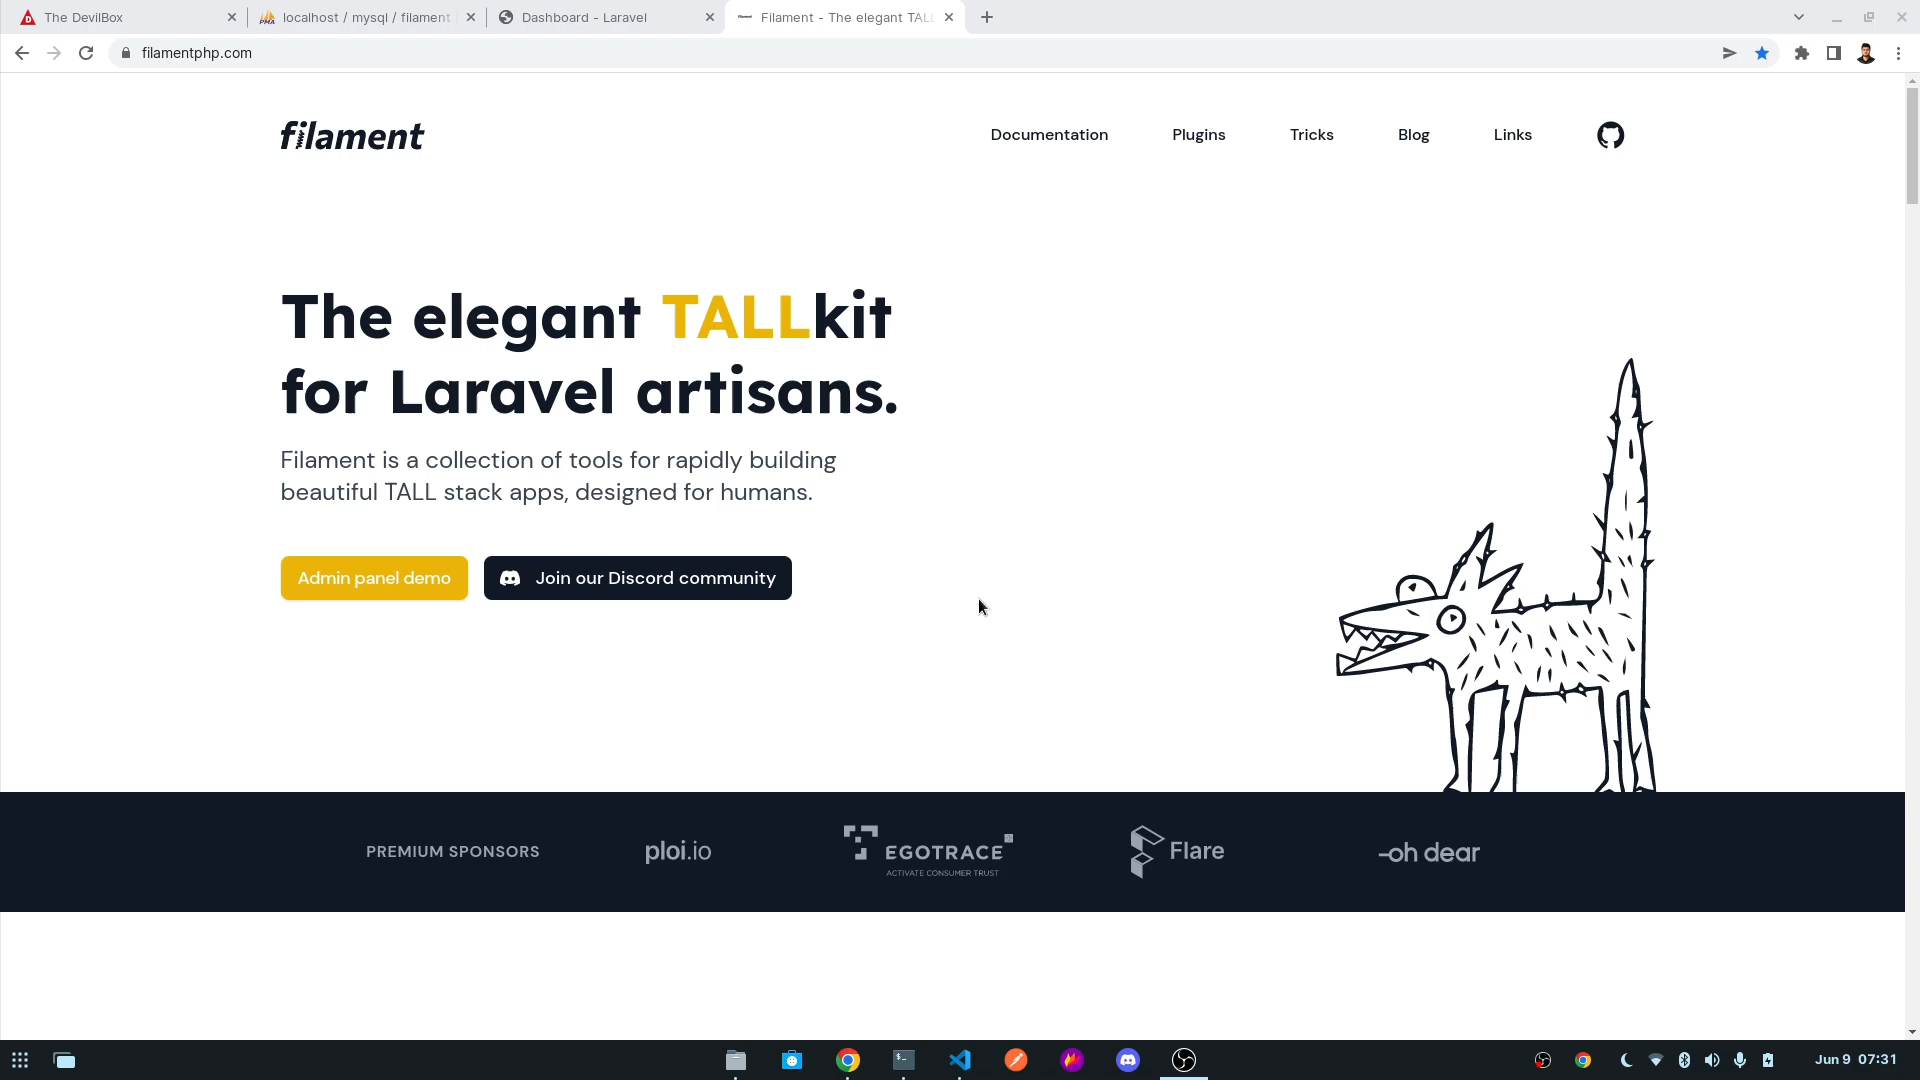 The DevilBox
localhost / mysql / filament
Dashboard - Laravel
Filament - The elegant TALL
filamentphp.com
filament
Documentation
Plugins
Tricks
Blog
Links
The elegant TALLkit
for Laravel artisans.
Filament is a collection of tools for rapidly building
beautiful TALL stack apps, designed for humans.
Admin panel demo
Join our Discord community
PREMIUM SPONSORS
ploi.io
EGOTRACE
ACTIVATE CONSUMER TRUST
Flare
oh dear
Jun 9 07:31